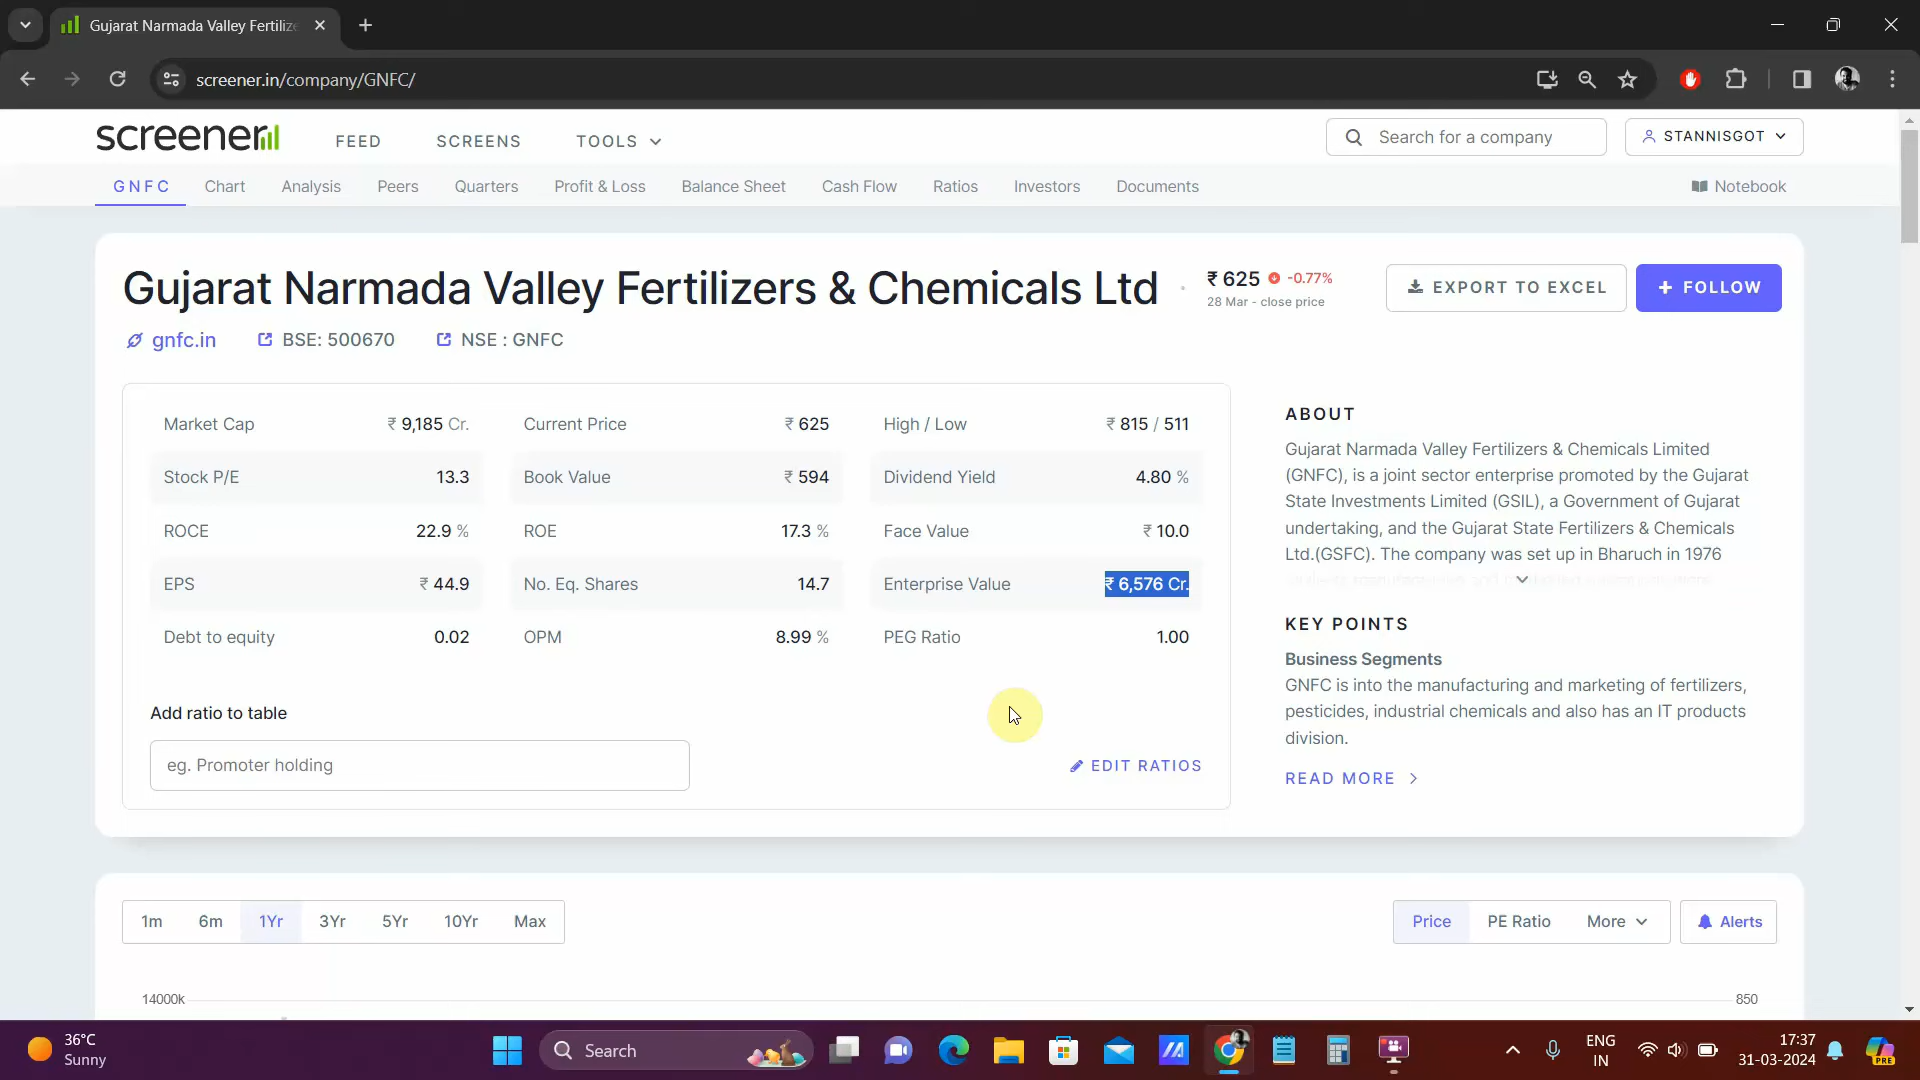 Gujarat Narmada Valley Fertilize
screener.in/company/GNFC/
screener
FEED
SCREENS
TOOLS
Search for a company
STANNISGOT
GNFC
Chart
Analysis
Peers
Quarters
Profit & Loss
Balance Sheet
Cash Flow
Ratios
Investors
Documents
Notebook
Gujarat Narmada Valley Fertilizers & Chemicals Ltd
₹ 625 -0.77%
28 Mar - close price
EXPORT TO EXCEL
+ FOLLOW
gnfc.in
BSE: 500670
NSE : GNFC
Market Cap ₹ 9,185 Cr.
Current Price ₹ 625
High / Low ₹ 815 / 511
Stock P/E 13.3
Book Value ₹ 594
Dividend Yield 4.80 %
ROCE 22.9 %
ROE 17.3 %
Face Value ₹ 10.0
EPS ₹ 44.9
No. Eq. Shares 14.7
Enterprise Value ₹ 6,576 Cr.
Debt to equity 0.02
OPM 8.99 %
PEG Ratio 1.00
Add ratio to table
eg. Promoter holding
EDIT RATIOS
ABOUT
Gujarat Narmada Valley Fertilizers & Chemicals Limited
(GNFC), is a joint sector enterprise promoted by the Gujarat
State Investments Limited (GSIL), a Government of Gujarat
undertaking, and the Gujarat State Fertilizers & Chemicals
Ltd.(GSFC). The company was set up in Bharuch in 1976
KEY POINTS
Business Segments
GNFC is into the manufacturing and marketing of fertilizers,
pesticides, industrial chemicals and also has an IT products
division.
READ MORE
1m
6m
1Yr
3Yr
5Yr
10Yr
Max
Price
PE Ratio
More
Alerts
14000k
850
36°C
Sunny
Search
PRE
ENG
IN
17:37
31-03-2024